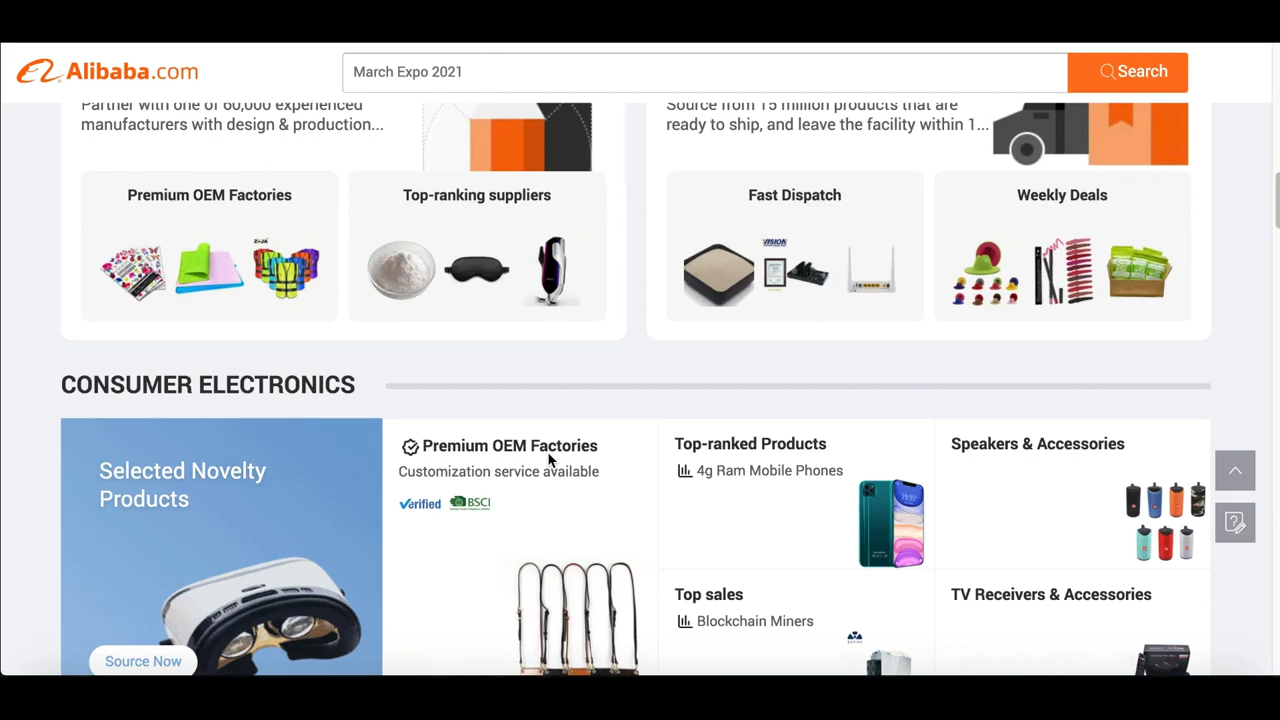 Alibaba.com
March Expo 2021
Search
Partner with one of 60,000 experienced
manufacturers with design & production...
Source from 15 million products that are
ready to ship, and leave the facility within 1...
Premium OEM Factories
Top-ranking suppliers
Fast Dispatch
Weekly Deals
VISION
CONSUMER ELECTRONICS
Selected Novelty
Products
Source Now
Premium OEM Factories
Customization service available
Verified
BSCI
Top-ranked Products
4g Ram Mobile Phones
Speakers & Accessories
Top sales
Blockchain Miners
TV Receivers & Accessories